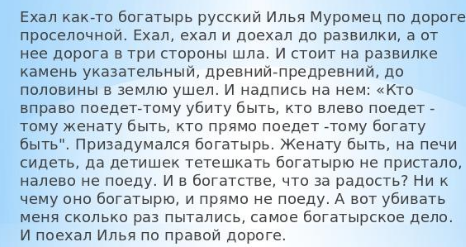 Ехал как-то богатырь русский Илья Муромец по дороге
проселочной. Ехал, ехал и доехал до развилки, а от
нее дорога в три стороны шла. И стоит на развилке
камень указательный, древний-предревний, до
половины в землю ушел. И надпись на нем: «Кто
вправо поедет-тому убиту быть, кто влево поедет -
тому женату быть, кто прямо поедет -тому богату
быть". Призадумался богатырь. Женату быть, на печи
сидеть, да детишек тетешкать богатырю не пристало,
налево не поеду. И в богатстве, что за радость? Ни к
чему оно богатырю, и прямо не поеду. А вот убивать
меня сколько раз пытались, самое богатырское дело.
И поехал Илья по правой дороге.